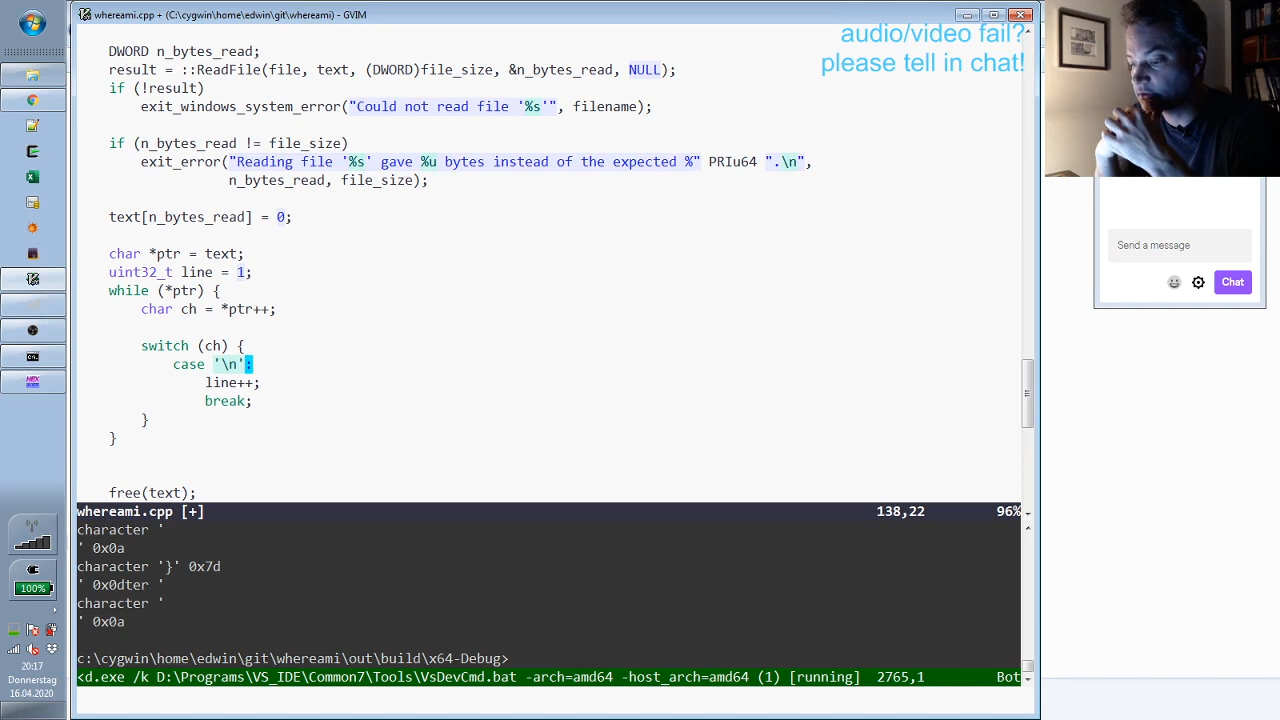 whereami.cpp + (C:\cygwin\home\edwin\git\whereami) - GVIM
audio/video fail?
please tell in chat!
DWORD n_bytes_read;
result = ::ReadFile(file, text, (DWORD)file_size, &n_bytes_read, NULL);
if (!result)
exit_windows_system_error("Could not read file '%s'", filename);
if (n_bytes_read != file_size)
exit_error("Reading file '%s' gave %u bytes instead of the expected %" PRIu64 ".\n",
n_bytes_read, file_size);
text[n_bytes_read] = 0;
char *ptr = text;
uint32_t line = 1;
while (*ptr) {
char ch = *ptr++;
switch (ch) {
case '\n':
line++;
break;
}
}
free(text);
whereami.cpp [+] 138,22 96%
character '
' 0x0a
character '}' 0x7d
' 0x0dter '
character '
' 0x0a
c:\cygwin\home\edwin\git\whereami\out\build\x64-Debug>
<d.exe /k D:\Programs\VS_IDE\Common7\Tools\VsDevCmd.bat -arch=amd64 -host_arch=amd64 (1) [running] 2765,1 Bot
Send a message
Chat
100%
20:17
Donnerstag
16.04.2020